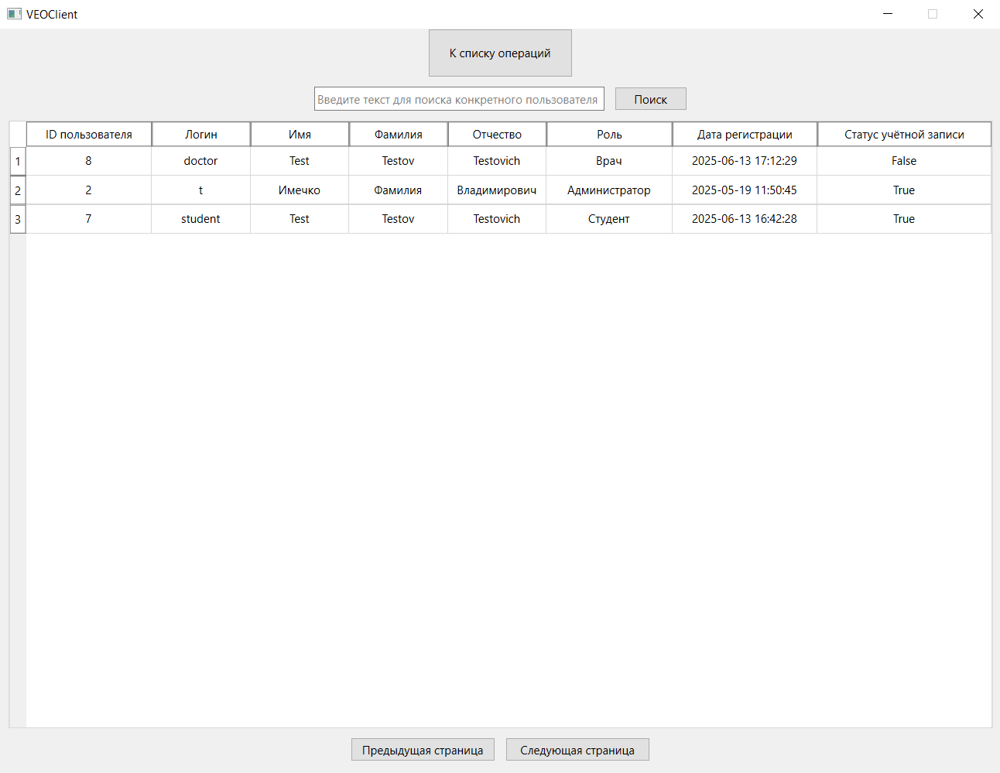 VEOClient
К списку операций
Введите текст для поиска конкретного пользователя Поиск
ID пользователя Логин Имя Фамилия Отчество Роль Дата регистрации Статус учётной записи
1 8 doctor Test Testov Testovich Врач 2025-06-13 17:12:29 False
2 2 t Имечко Фамилия Владимирович Администратор 2025-05-19 11:50:45 True
3 7 student Test Testov Testovich Студент 2025-06-13 16:42:28 True
Предыдущая страница Следующая страница